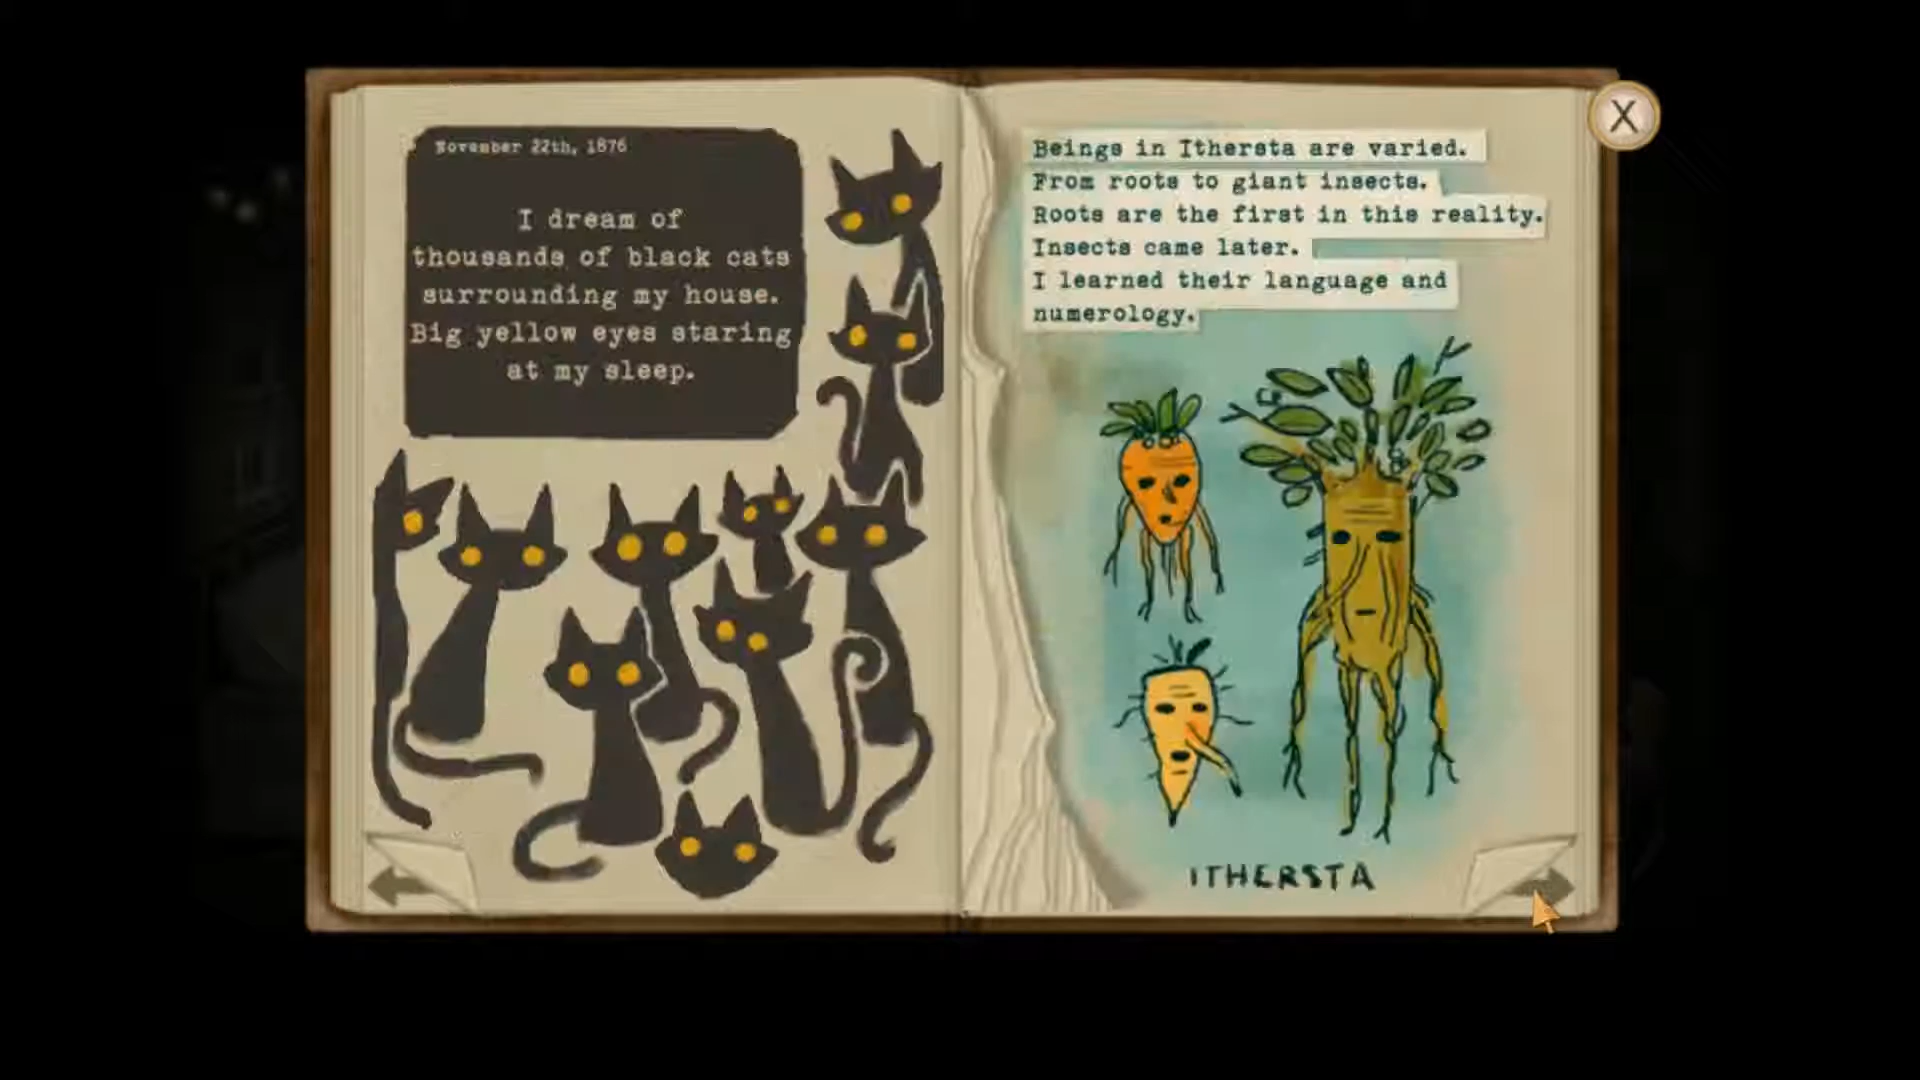 November 22th, 1876
I dream of
thousands of black cats
surrounding my house.
Big yellow eyes staring
at my sleep.
Beings in Ithersta are varied.
From roots to giant insects.
Roots are the first in this reality.
Insects came later.
I learned their language and
numerology.
ITHERSTA
X